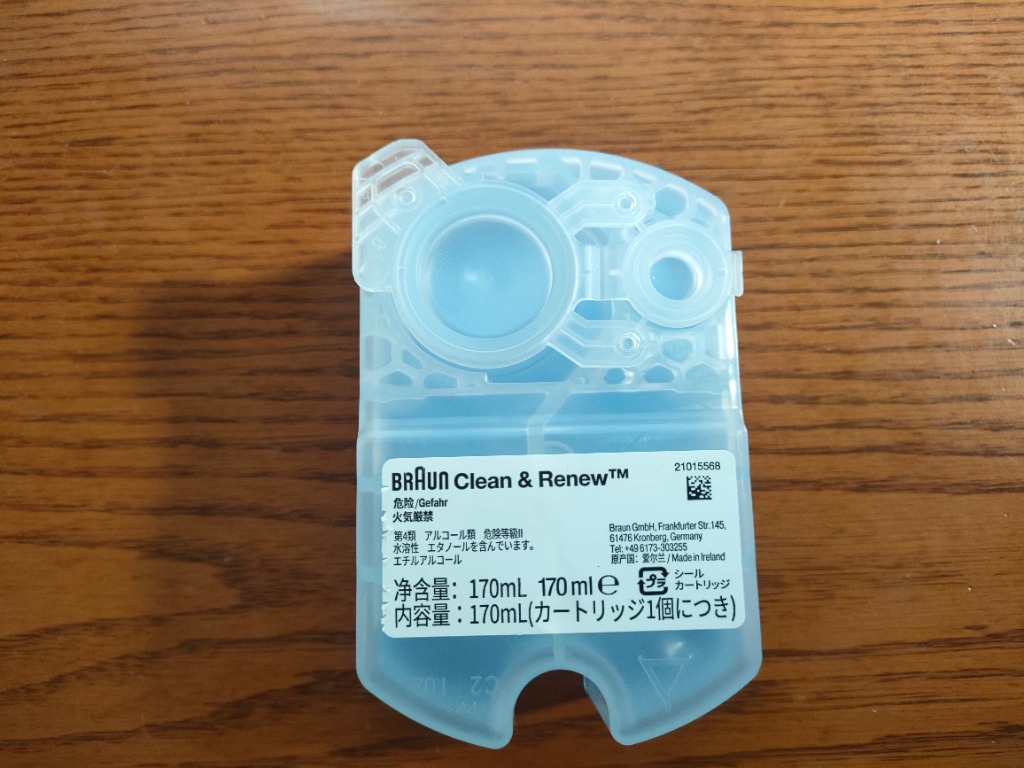 BRAUN Clean & Renew™
21015568
危险/Gefahr
火気厳禁
第4類 アルコール類 危険等級II
水溶性 エタノールを含んでいます。
エチルアルコール
Braun GmbH, Frankfurter Str.145,
61476 Kronberg, Germany
Tel: +49 6173-303255
原产国：爱尔兰/Made in Ireland
净含量：170mL 170 ml ℮
プラ
シール
カートリッジ
内容量：170mL(カートリッジ1個につき)